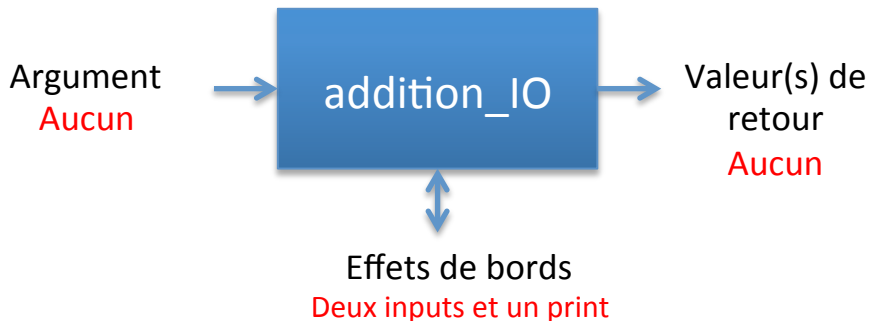 Argument
Aucun
addition_IO
Valeur(s) de
retour
Aucun
Effets de bords
Deux inputs et un print